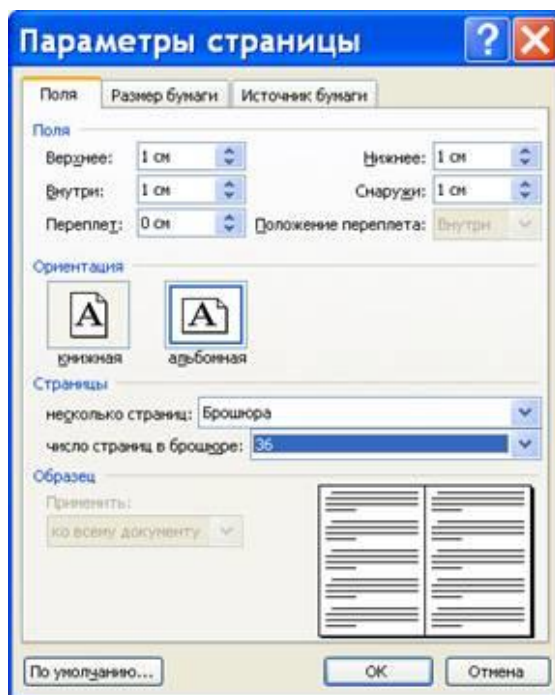 Параметры страницы ?
Поля Размер бумаги Источник бумаги
Поля
Верхнее: 1 см Нижнее: 1 см
Внутри: 1 см Снаружи: 1 см
Переплет: 0 см Положение переплета: Внутри
Ориентация
A A
книжная альбомная
Страницы
несколько страниц: Брошюра
число страниц в брошюре: 36
Образец
Применить:
ко всему документу
По умолчанию... ОК Отмена